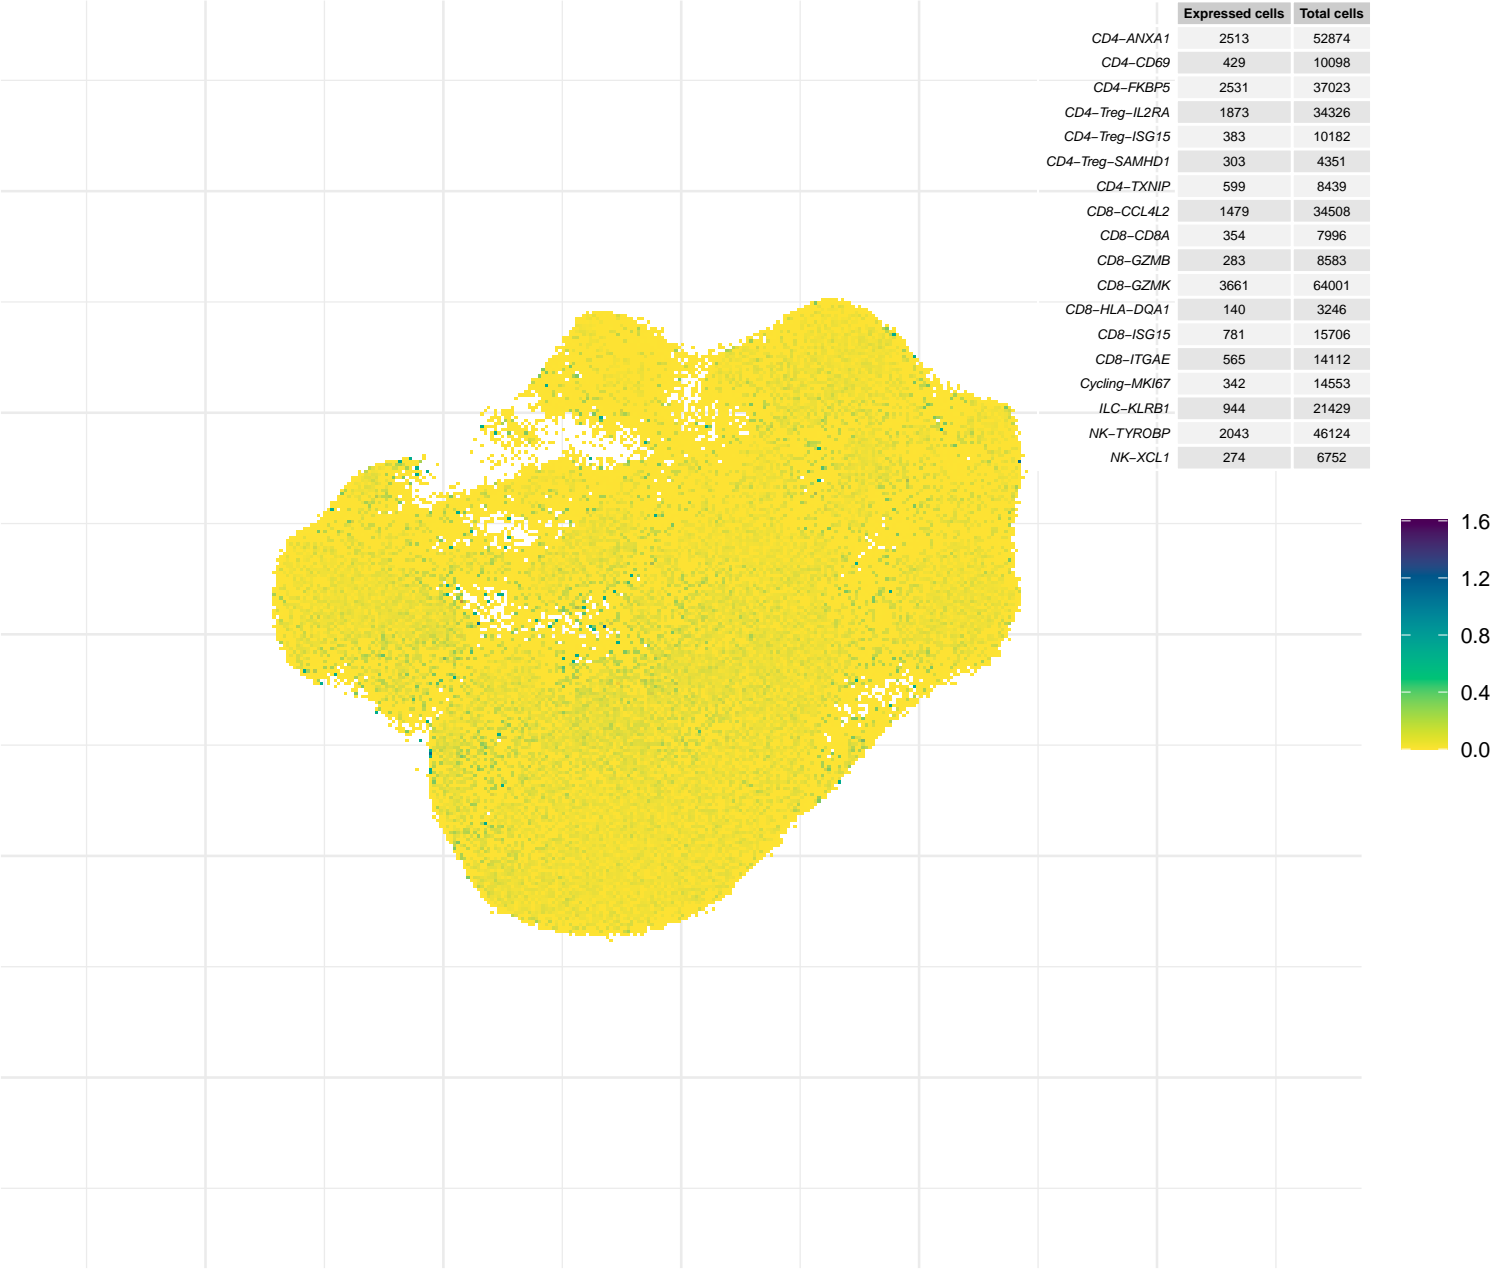 Expressed cells Total cells
CD4−ANXA1 2513 52874
CD4−CD69 429 10098
CD4−FKBP5 2531 37023
CD4−Treg−IL2RA 1873 34326
CD4−Treg−ISG15 383 10182
CD4−Treg−SAMHD1 303 4351
CD4−TXNIP 599 8439
CD8−CCL4L2 1479 34508
CD8−CD8A 354 7996
CD8−GZMB 283 8583
CD8−GZMK 3661 64001
CD8−HLA−DQA1 140 3246
CD8−ISG15 781 15706
CD8−ITGAE 565 14112
Cycling−MKI67 342 14553
ILC−KLRB1 944 21429
NK−TYROBP 2043 46124
NK−XCL1 274 6752
1.6
1.2
0.8
0.4
0.0